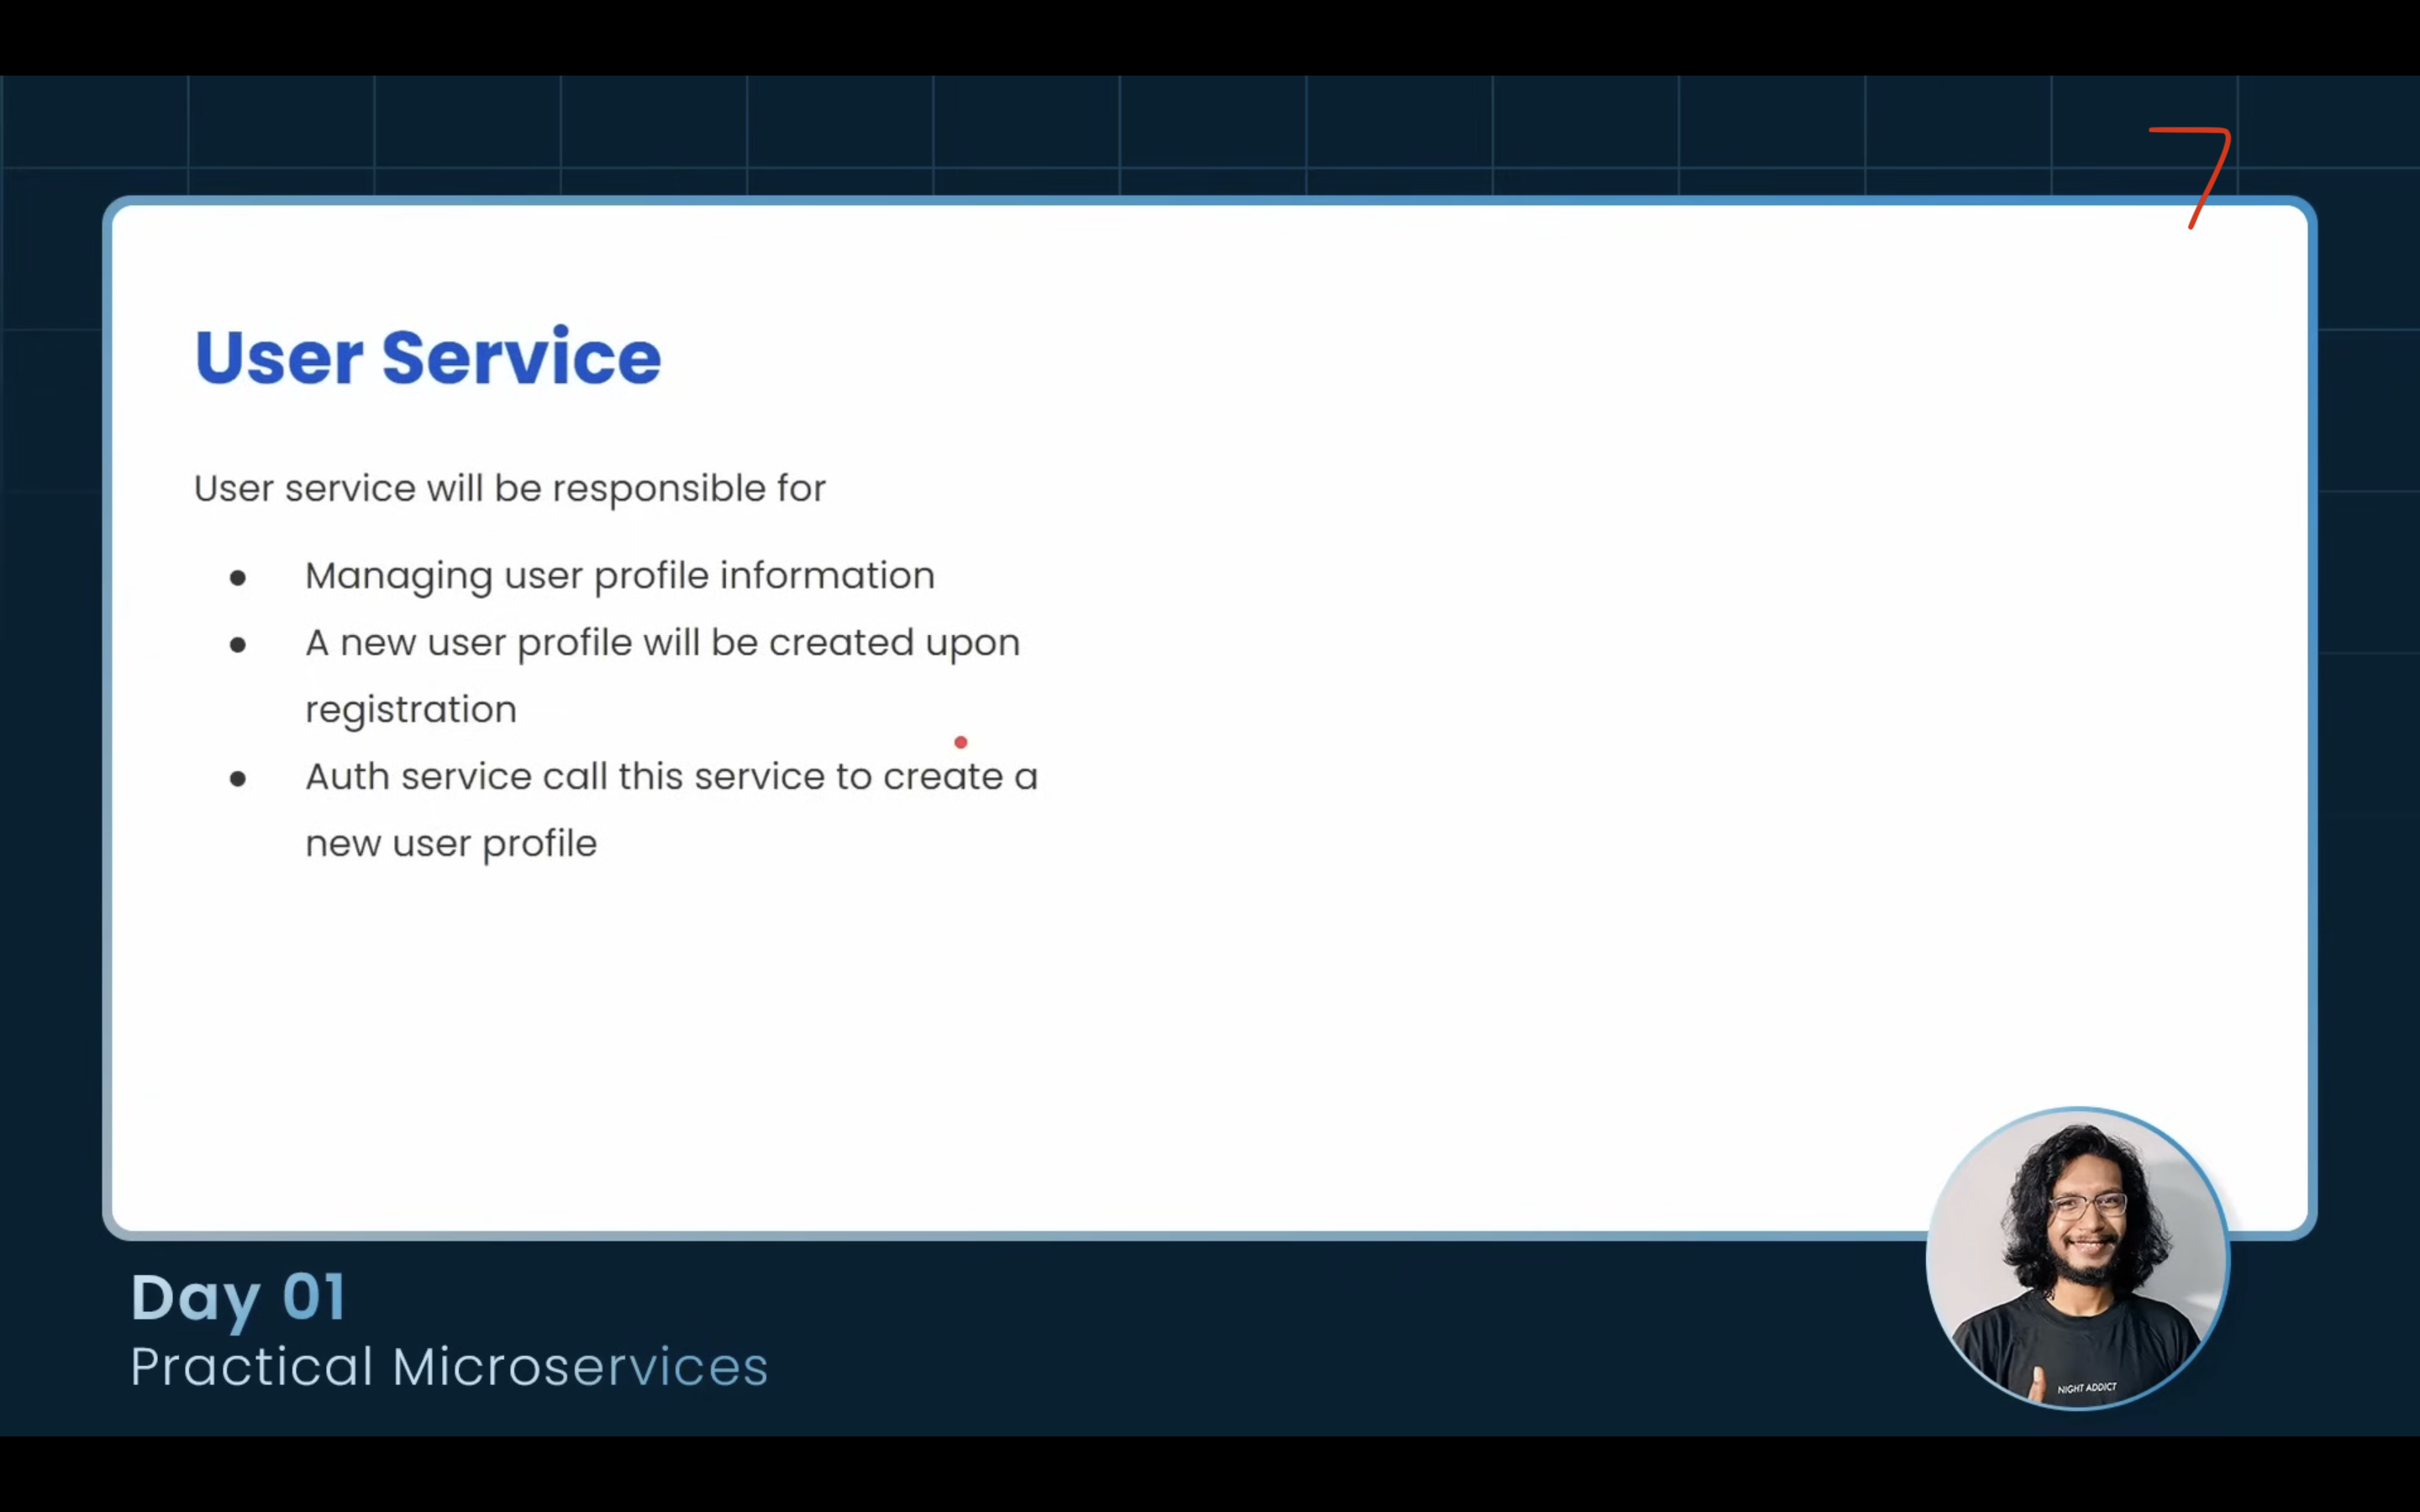 7
User Service
User service will be responsible for
● Managing user profile information
● A new user profile will be created upon
registration
● Auth service call this service to create a
new user profile
Day 01
Practical Microservices
NIGHT ADDICT